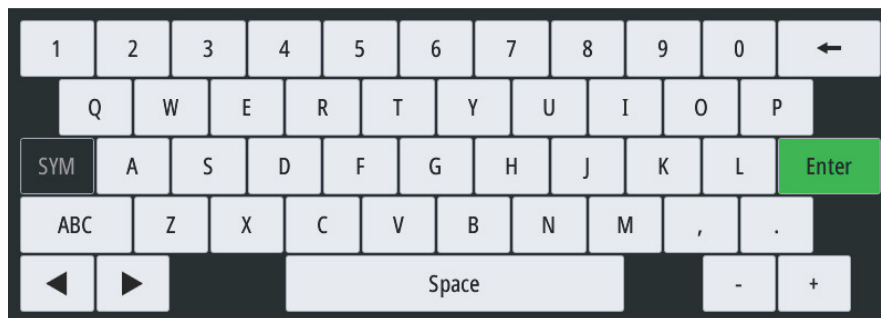 1 2 3 4 5 6 7 8 9 0 ←
Q W E R T Y U I O P
SYM A S D F G H J K L Enter
ABC Z X C V B N M , .
◀ ▶ Space - +